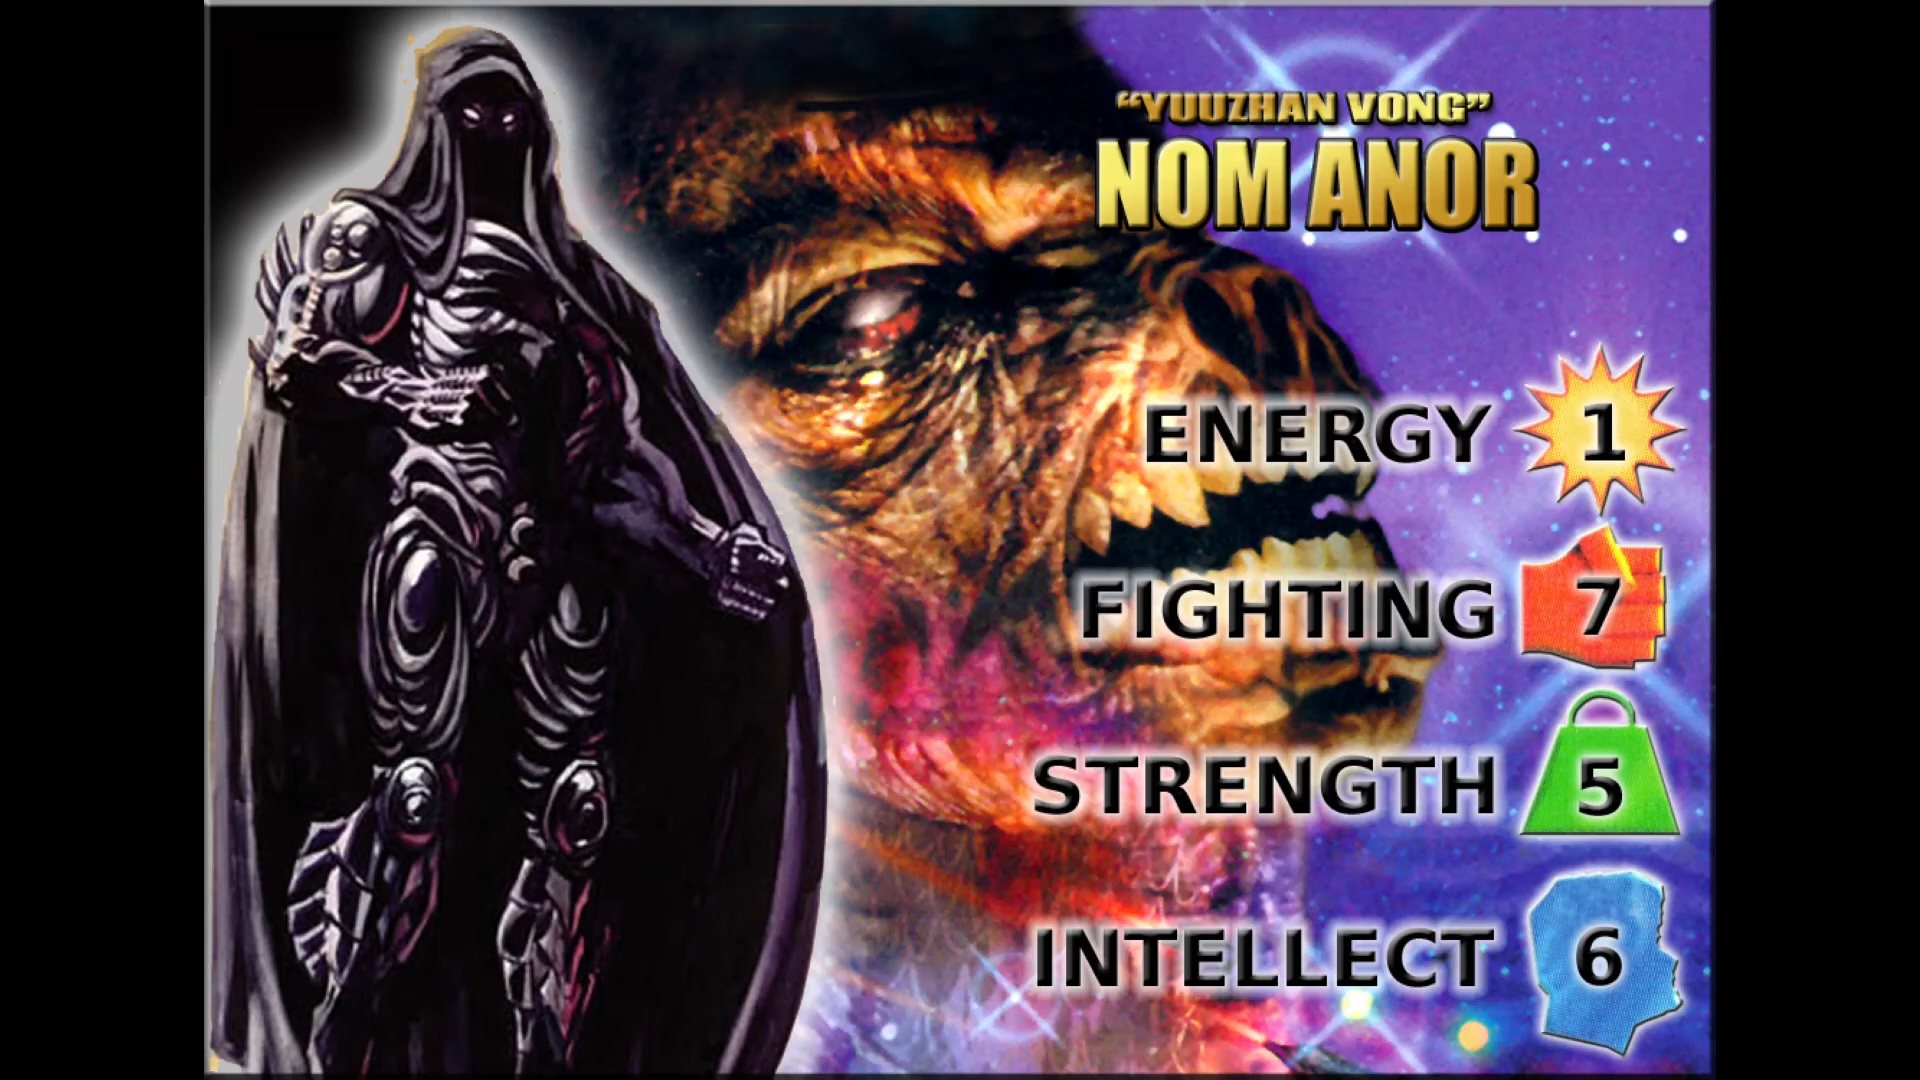 “YUUZHAN VONG”
NOM ANOR
ENERGY 1
FIGHTING 7
STRENGTH 5
INTELLECT 6